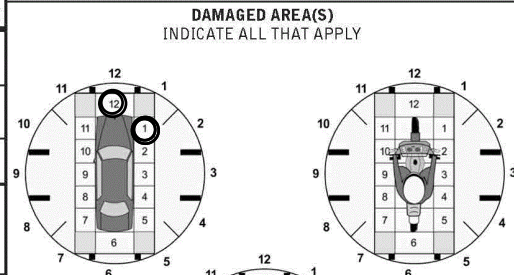 DAMAGED AREA(S)
INDICATE ALL THAT APPLY
12 12
11 1 11 1
12 12
10 11 1 2 10 11 1 2
10 2 10 2
9 9 3 3 9 9 3 3
8 4 8 4
8 7 5 4 8 7 5 4
6 6
7 5 7 5
6 12 6
11 1